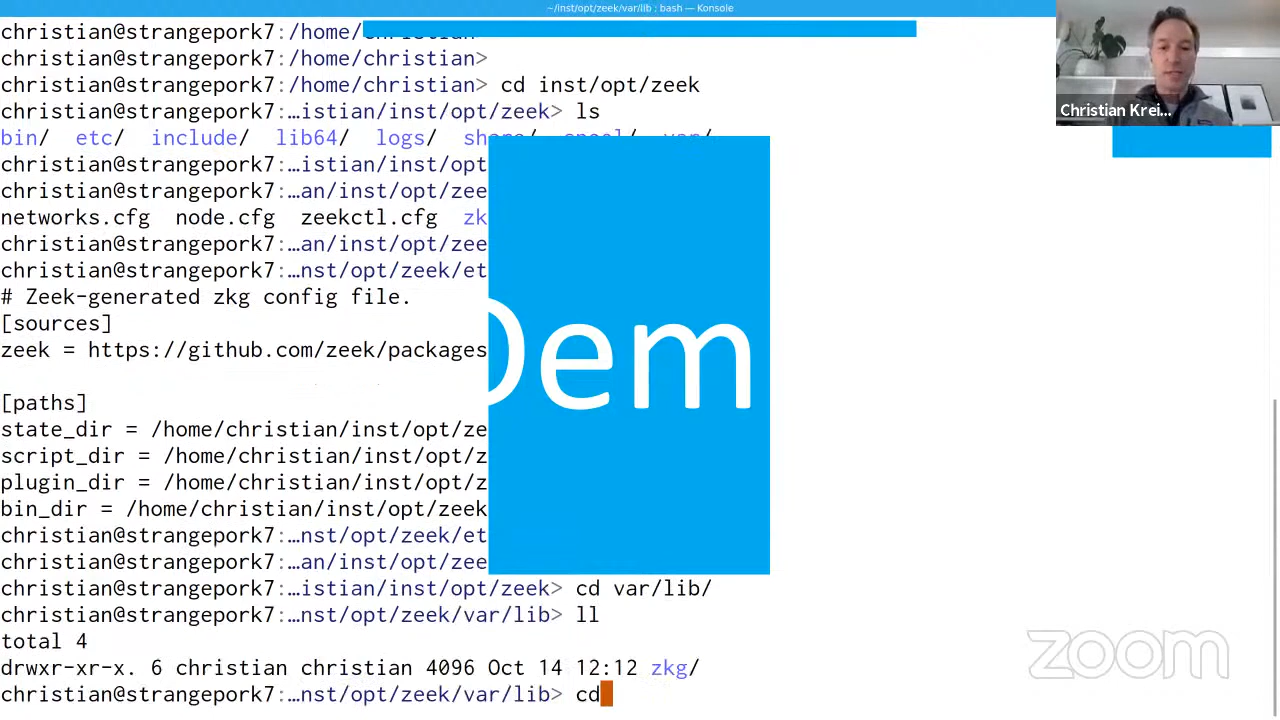 ~/inst/opt/zeek/var/lib : bash — Konsole
christian@strangepork7:/home/christian
christian@strangepork7:/home/christian>
christian@strangepork7:/home/christian> cd inst/opt/zeek
christian@strangepork7:…istian/inst/opt/zeek> ls
bin/ etc/ include/ lib64/ logs/ share/ spool/ var/
christian@strangepork7:…istian/inst/opt
christian@strangepork7:…an/inst/opt/zee
networks.cfg node.cfg zeekctl.cfg zk
christian@strangepork7:…an/inst/opt/zee
christian@strangepork7:…nst/opt/zeek/et
# Zeek-generated zkg config file.
[sources]
zeek = https://github.com/zeek/packages
[paths]
state_dir = /home/christian/inst/opt/ze
script_dir = /home/christian/inst/opt/z
plugin_dir = /home/christian/inst/opt/z
bin_dir = /home/christian/inst/opt/zeek
christian@strangepork7:…nst/opt/zeek/et
christian@strangepork7:…an/inst/opt/zee
christian@strangepork7:…istian/inst/opt/zeek> cd var/lib/
christian@strangepork7:…nst/opt/zeek/var/lib> ll
total 4
drwxr-xr-x. 6 christian christian 4096 Oct 14 12:12 zkg/
christian@strangepork7:…nst/opt/zeek/var/lib> cd
Dem
Christian Krei...
zoom